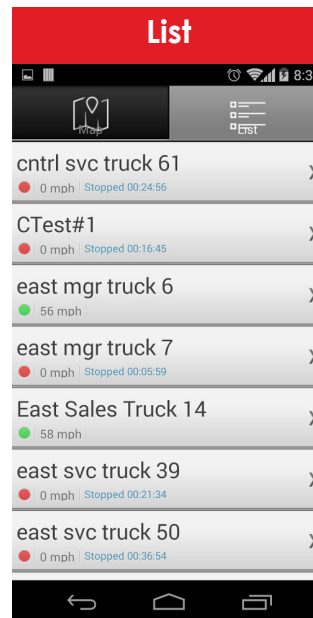 List
8:3
Map
List
cntrl svc truck 61
0 mph Stopped 00:24:56
CTest#1
0 mph Stopped 00:16:45
east mgr truck 6
56 mph
east mgr truck 7
0 mph Stopped 00:05:59
East Sales Truck 14
58 mph
east svc truck 39
0 mph Stopped 00:21:34
east svc truck 50
0 mph Stopped 00:36:54